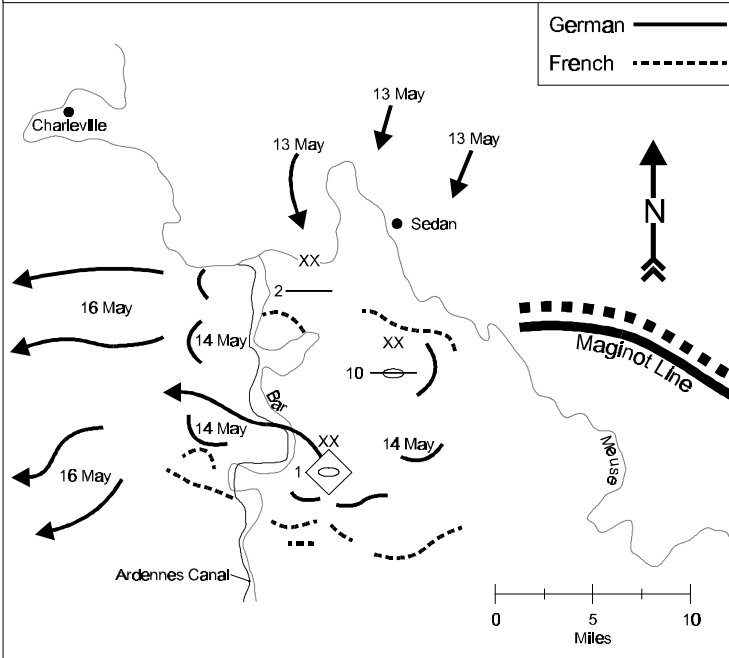 German
French
13 May
Charleville
13 May
13 May
N
Sedan
XX
2
16 May
14 May
XX
Maginot Line
10
Bar
14 May
XX
14 May
Meuse
16 May
1
Ardennes Canal
0 5 10
Miles